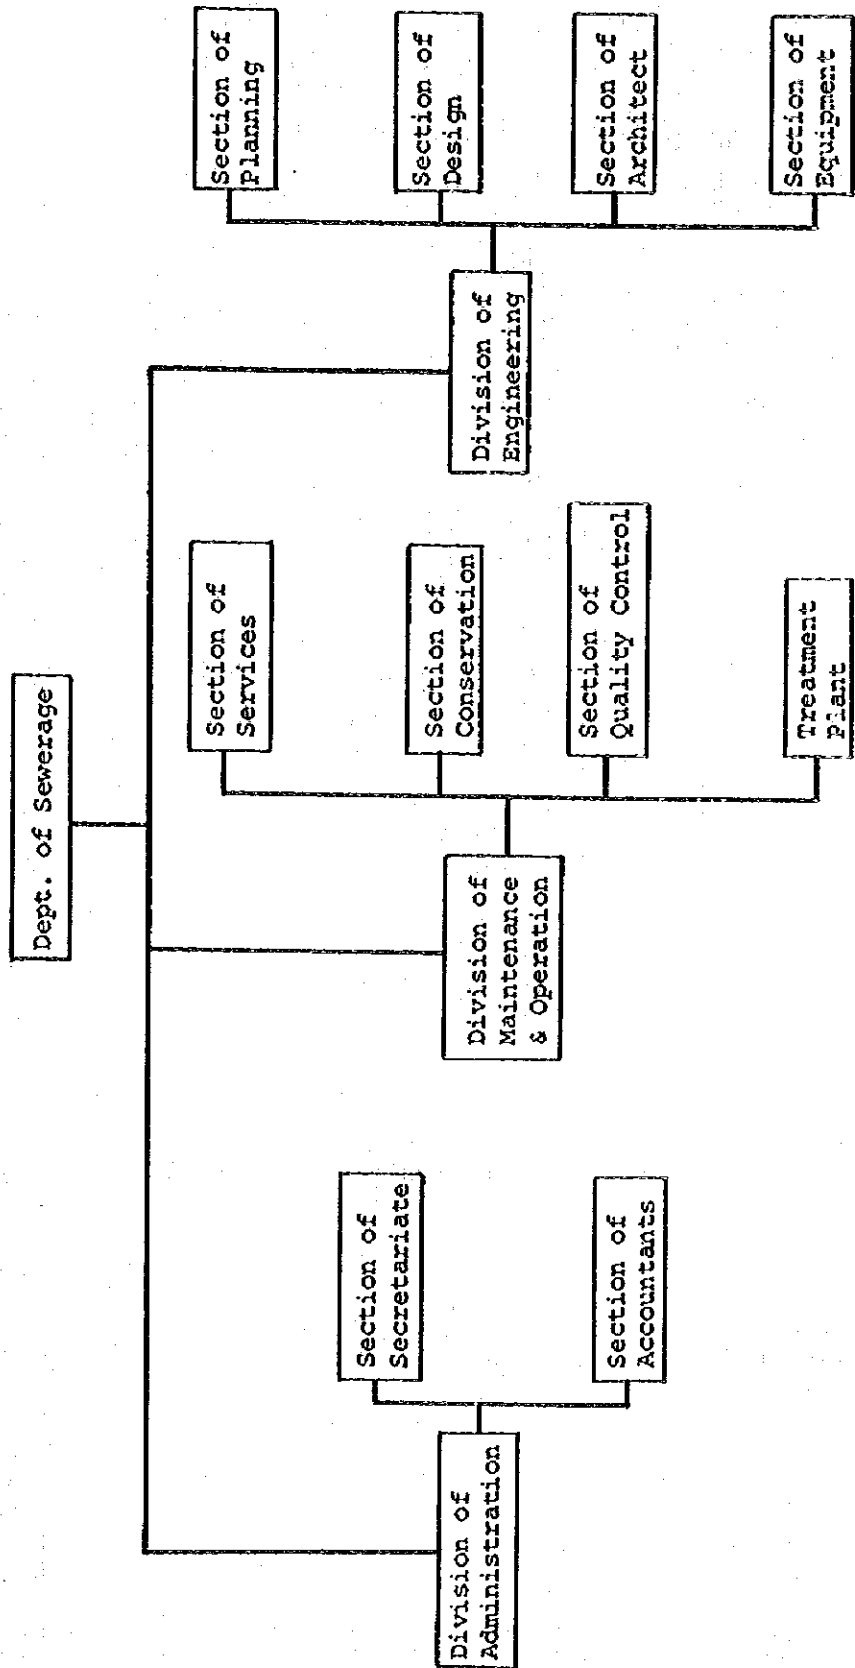 Dept. of Sewerage
Division of
Administration
Section of
Secretariate
Section of
Accountants
Division of
Maintenance
& Operation
Section of
Services
Section of
Conservation
Section of
Quality Control
Treatment
Plant
Division of
Engineering
Section of
Planning
Section of
Design
Section of
Architect
Section of
Equipment